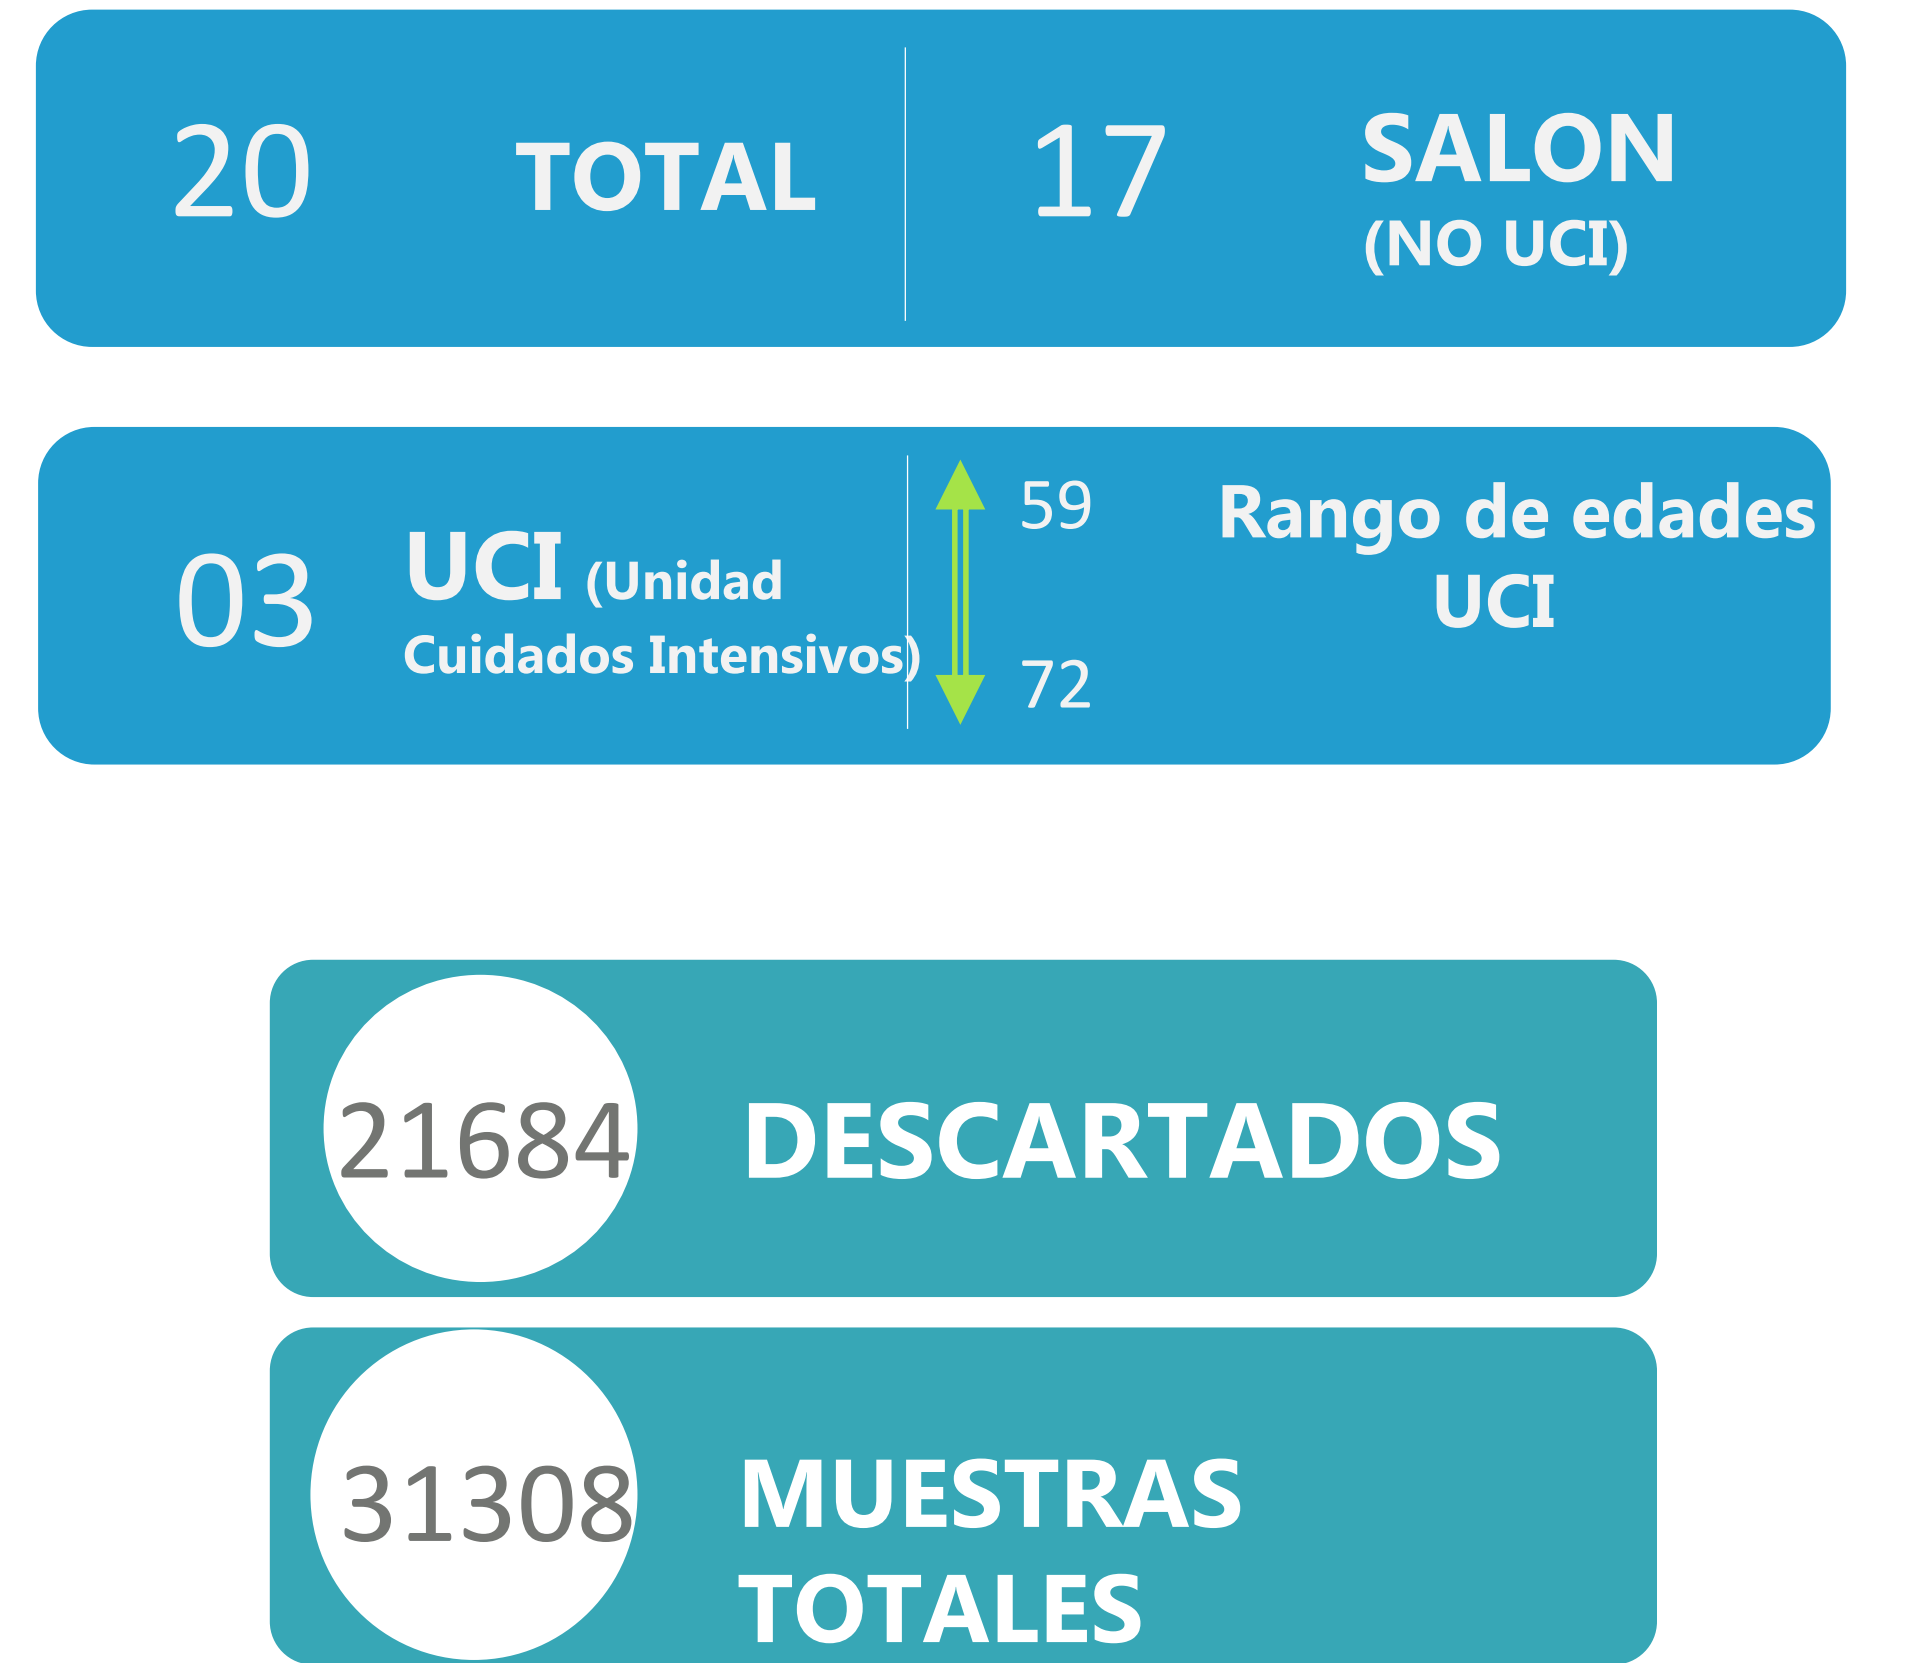 20 TOTAL 17 SALON
(NO UCI)
03 UCI (Unidad
Cuidados Intensivos)
59 Rango de edades
UCI
72
21684 DESCARTADOS
31308 MUESTRAS
TOTALES